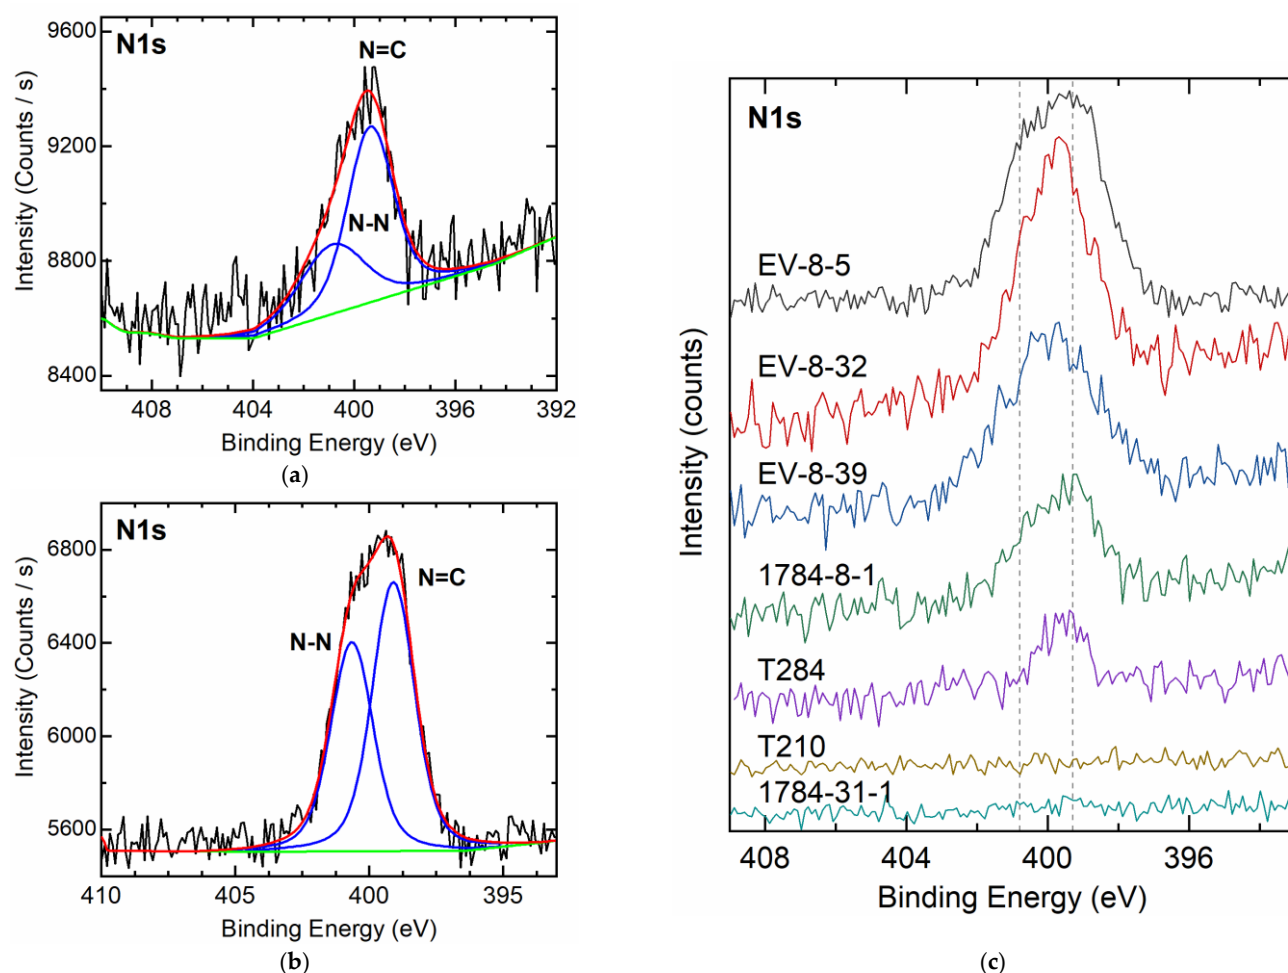 N1s
N=C
N-N
9600
9200
8800
8400
408
404
400
396
392
Intensity (Counts / s)
Binding Energy (eV)
(a)
N1s
N=C
N-N
6800
6400
6000
5600
410
405
400
395
Intensity (Counts / s)
Binding Energy (eV)
(b)
N1s
EV-8-5
EV-8-32
EV-8-39
1784-8-1
T284
T210
1784-31-1
Intensity (counts)
408
404
400
396
Binding Energy (eV)
(c)